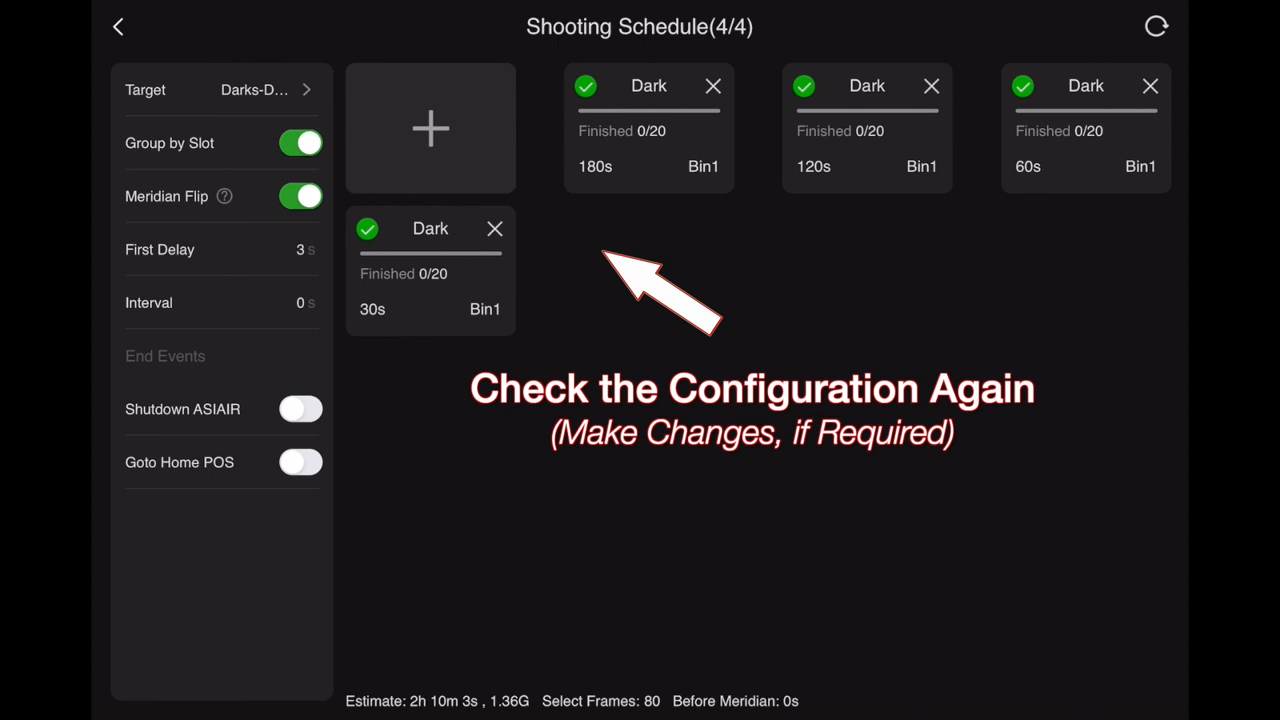 Shooting Schedule(4/4)
Target Darks-D...
Group by Slot
Meridian Flip ?
First Delay 3 s
Interval 0 s
End Events
Shutdown ASIAIR
Goto Home POS
Dark
Finished 0/20
180s Bin1
Dark
Finished 0/20
120s Bin1
Dark
Finished 0/20
60s Bin1
Dark
Finished 0/20
30s Bin1
Check the Configuration Again
(Make Changes, if Required)
Estimate: 2h 10m 3s , 1.36G Select Frames: 80 Before Meridian: 0s